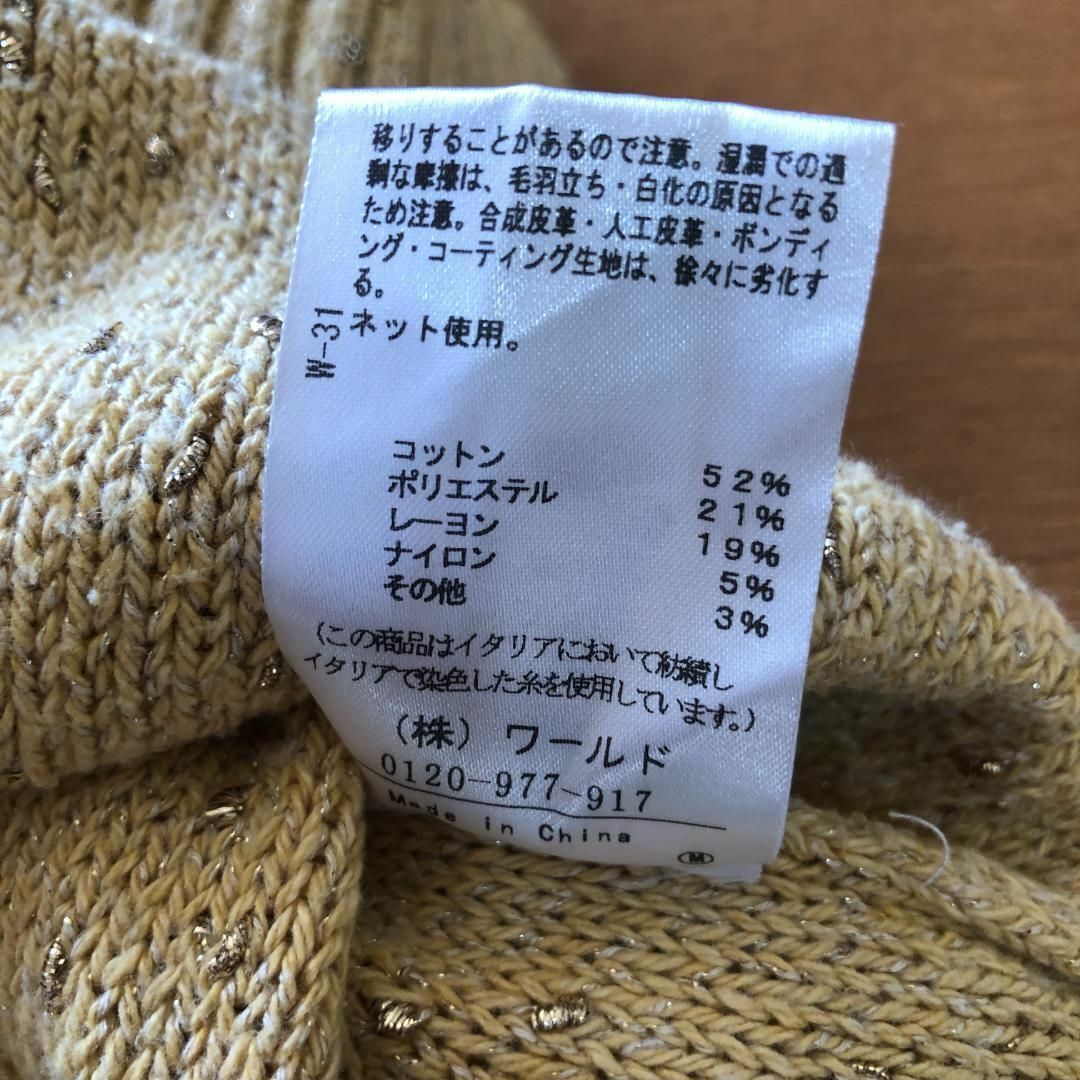 移りすることがあるので注意。湿潤での過
剰な摩擦は、毛羽立ち・白化の原因となる
ため注意。合成皮革・人工皮革・ボンディ
ング・コーティング生地は、徐々に劣化す
る。
ネット使用。
W-31
コットン 52%
ポリエステル 21%
レーヨン 19%
ナイロン 5%
その他 3%
(この商品はイタリアにおいて紡績し
イタリアで染色した糸を使用しています。)
(株) ワールド
0120-977-917
Made in China
M